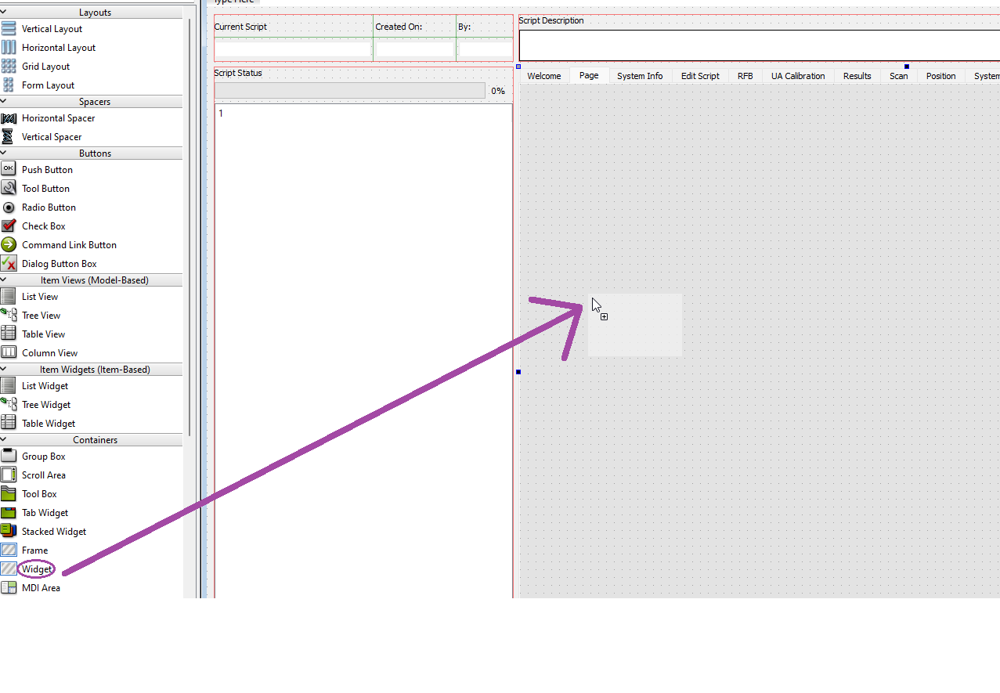 Type Here
Layouts
Vertical Layout
Horizontal Layout
Grid Layout
Form Layout
Spacers
Horizontal Spacer
Vertical Spacer
Buttons
OK
Push Button
Tool Button
Radio Button
Check Box
Command Link Button
Dialog Button Box
Item Views (Model-Based)
List View
Tree View
Table View
Column View
Item Widgets (Item-Based)
List Widget
Tree Widget
Table Widget
Containers
Group Box
Scroll Area
Tool Box
Tab Widget
Stacked Widget
Frame
Widget
MDI Area
Current Script Created On: By:
Script Status
0%
1
Script Description
Welcome Page System Info Edit Script RFB UA Calibration Results Scan Position System